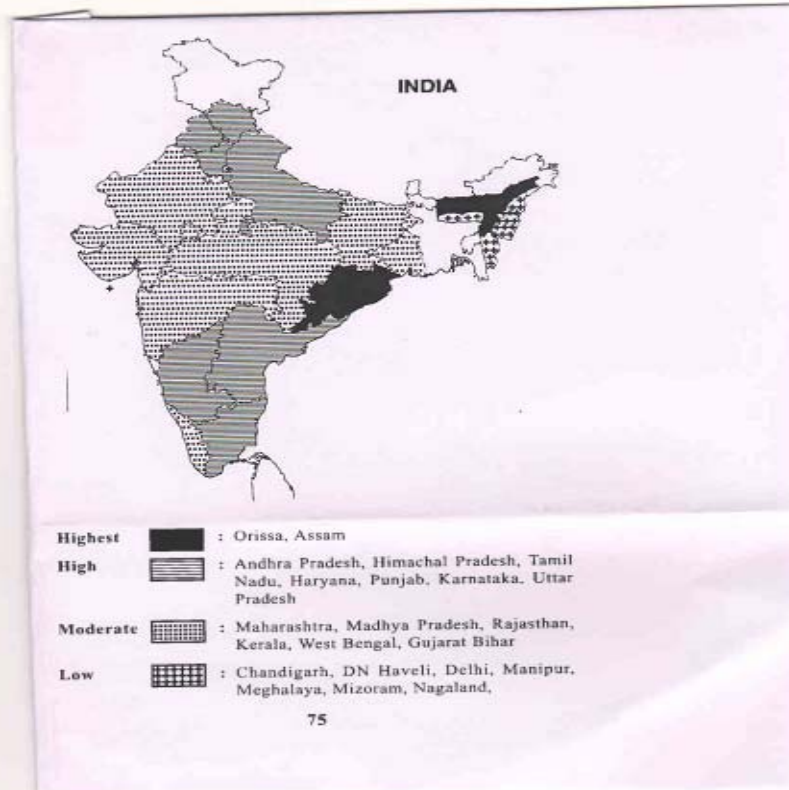 INDIA
Highest : Orissa, Assam
High : Andhra Pradesh, Himachal Pradesh, Tamil
Nadu, Haryana, Punjab, Karnataka, Uttar
Pradesh
Moderate : Maharashtra, Madhya Pradesh, Rajasthan,
Kerala, West Bengal, Gujarat Bihar
Low : Chandigarh, DN Haveli, Delhi, Manipur,
Meghalaya, Mizoram, Nagaland,
75